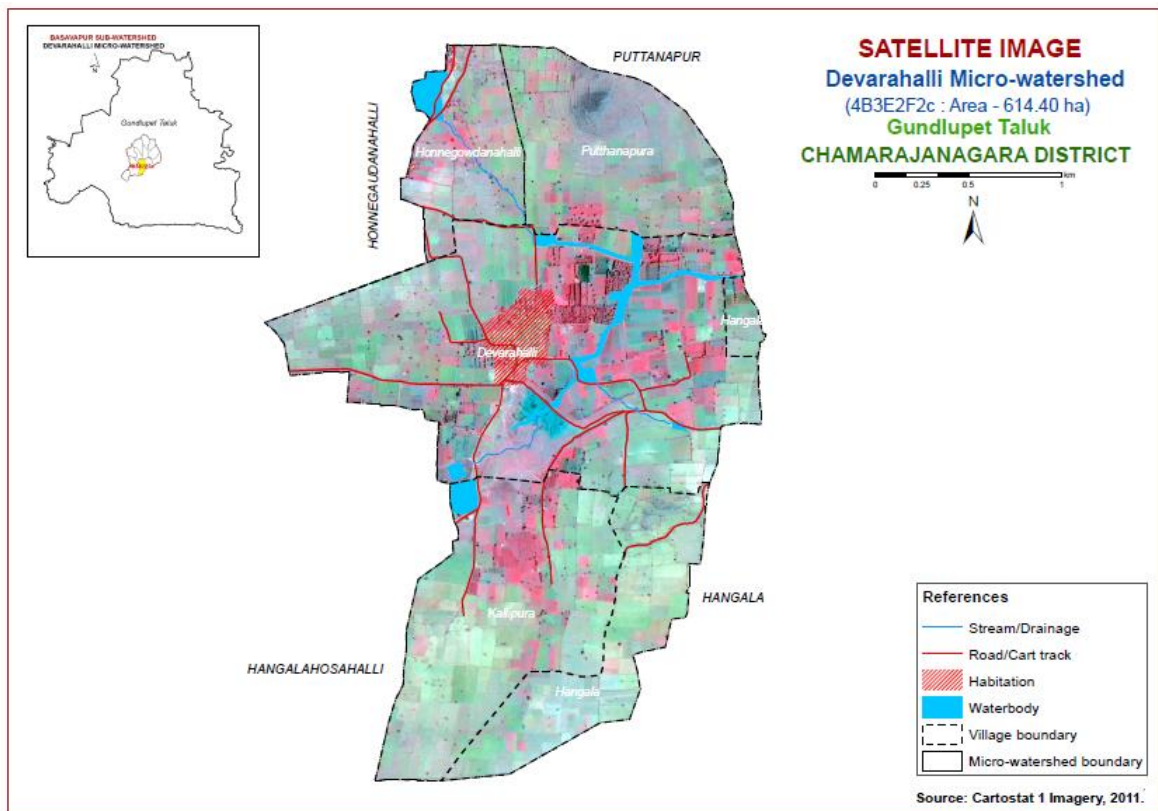 BASAVAPUR SUB-WATERSHED
DEVARAHALLI MICRO-WATERSHED
N
Gundlupet Taluk
SATELLITE IMAGE
Devarahalli Micro-watershed
(4B3E2F2c : Area - 614.40 ha)
Gundlupet Taluk
CHAMARAJANAGARA DISTRICT
0 0.25 0.5 1 km
N
PUTTANAPUR
HONNEGAUDANAHALLI
Honnegowdanahalli
Putthanapura
Hangala
Devarahalli
HANGALA
Kallipura
HANGALAHOSAHALLI
Hangala
References
Stream/Drainage
Road/Cart track
Habitation
Waterbody
Village boundary
Micro-watershed boundary
Source: Cartostat 1 Imagery, 2011.